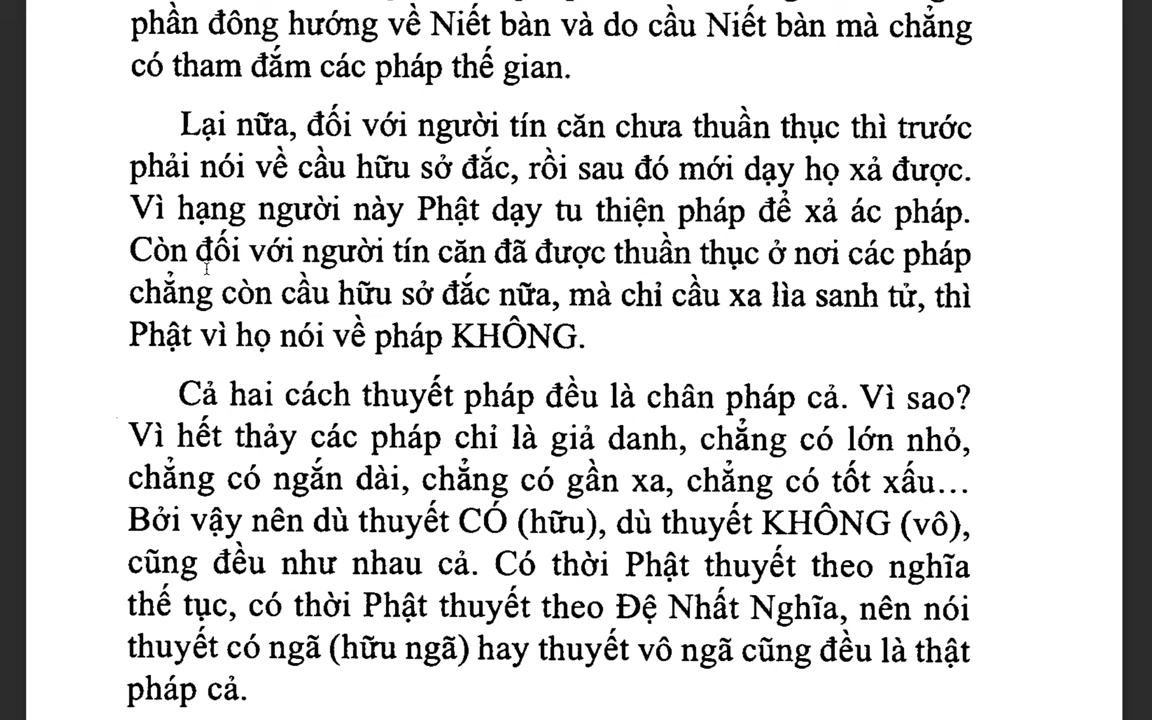 phần đông hướng về Niết bàn và do cầu Niết bàn mà chẳng
có tham đắm các pháp thế gian.
Lại nữa, đối với người tín căn chưa thuần thục thì trước
phải nói về cầu hữu sở đắc, rồi sau đó mới dạy họ xả được.
Vì hạng người này Phật dạy tu thiện pháp để xả ác pháp.
Còn đối với người tín căn đã được thuần thục ở nơi các pháp
chẳng còn cầu hữu sở đắc nữa, mà chỉ cầu xa lìa sanh tử, thì
Phật vì họ nói về pháp KHÔNG.
Cả hai cách thuyết pháp đều là chân pháp cả. Vì sao?
Vì hết thảy các pháp chỉ là giả danh, chẳng có lớn nhỏ,
chẳng có ngắn dài, chẳng có gần xa, chẳng có tốt xấu...
Bởi vậy nên dù thuyết CÓ (hữu), dù thuyết KHÔNG (vô),
cũng đều như nhau cả. Có thời Phật thuyết theo nghĩa
thế tục, có thời Phật thuyết theo Đệ Nhất Nghĩa, nên nói
thuyết có ngã (hữu ngã) hay thuyết vô ngã cũng đều là thật
pháp cả.